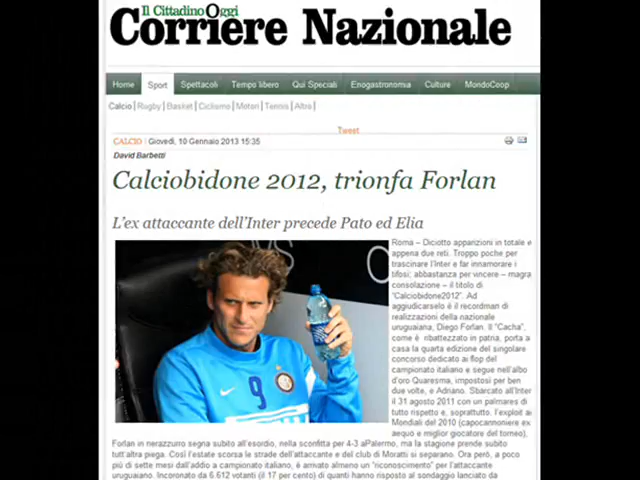 Il Cittadino Oggi
Corriere Nazionale
Home Sport Spettacoli Tempo libero Qui Speciali Enogastronomia Culture MondoCoop
Calcio | Rugby | Basket | Ciclismo | Motori | Tennis | Altro |
Tweet
CALCIO | Giovedì, 10 Gennaio 2013 15:35
David Barbetti
Calciobidone 2012, trionfa Forlan
L'ex attaccante dell'Inter precede Pato ed Elia
Roma – Diciotto apparizioni in totale e
appena due reti. Troppo poche per
trascinare l'Inter e far innamorare i
tifosi; abbastanza per vincere – magra
consolazione – il titolo di
"Calciobidone2012". Ad
aggiudicarselo è il recordman di
realizzazioni della nazionale
uruguaiana, Diego Forlan. Il "Cacha",
come è ribattezzato in patria, porta a
casa la quarta edizione del singolare
concorso dedicato ai flop del
campionato italiano e segue nell'albo
d'oro Quaresma, impostosi per ben
due volte, e Adriano. Sbarcato all'Inter
il 31 agosto 2011 con un palmares di
tutto rispetto e, soprattutto, l'exploit ai
Mondiali del 2010 (capocannoniere ex
aequo e miglior giocatore del torneo),
9
Forlan in nerazzurro segna subito all'esordio, nella sconfitta per 4-3 aPalermo, ma la stagione prende subito
tutt'altra piega. Così l'estate scorsa le strade dell'attaccante e del club di Moratti si separano. Ora però, a poco
più di sette mesi dall'addio a campionato italiano, è arrivato almeno un "riconoscimento" per l'attaccante
uruguaiano. Incoronato da 6.612 votanti (il 17 per cento) di quanti hanno risposto al sondaggio lanciato da